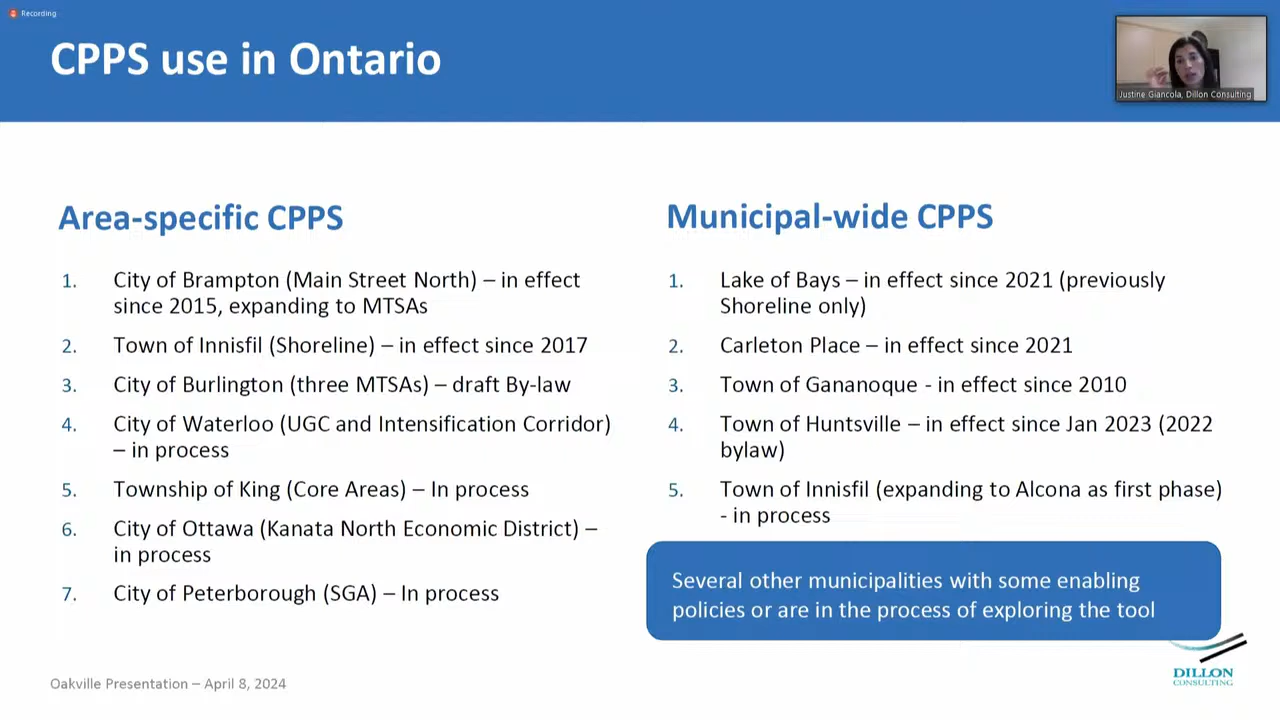 Recording
CPPS use in Ontario
Justine Giancola, Dillon Consulting
Area-specific CPPS
1. City of Brampton (Main Street North) – in effect
since 2015, expanding to MTSAs
2. Town of Innisfil (Shoreline) – in effect since 2017
3. City of Burlington (three MTSAs) – draft By-law
4. City of Waterloo (UGC and Intensification Corridor)
– in process
5. Township of King (Core Areas) – In process
6. City of Ottawa (Kanata North Economic District) –
in process
7. City of Peterborough (SGA) – In process
Municipal-wide CPPS
1. Lake of Bays – in effect since 2021 (previously
Shoreline only)
2. Carleton Place – in effect since 2021
3. Town of Gananoque - in effect since 2010
4. Town of Huntsville – in effect since Jan 2023 (2022
bylaw)
5. Town of Innisfil (expanding to Alcona as first phase)
- in process
Several other municipalities with some enabling
policies or are in the process of exploring the tool
Oakville Presentation – April 8, 2024
DILLON
CONSULTING